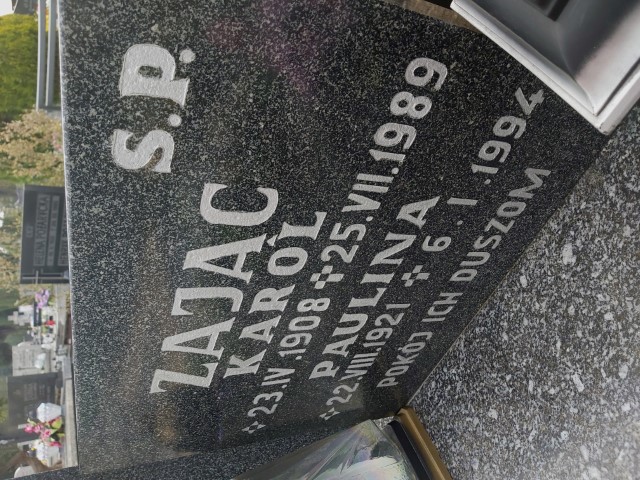 S.P.
ZAJĄC
KAROL
23.IV.1908 25.VII.1989
PAULINA
22.VIII.1921 6.I.1994
POKÓJ ICH DUSZOM